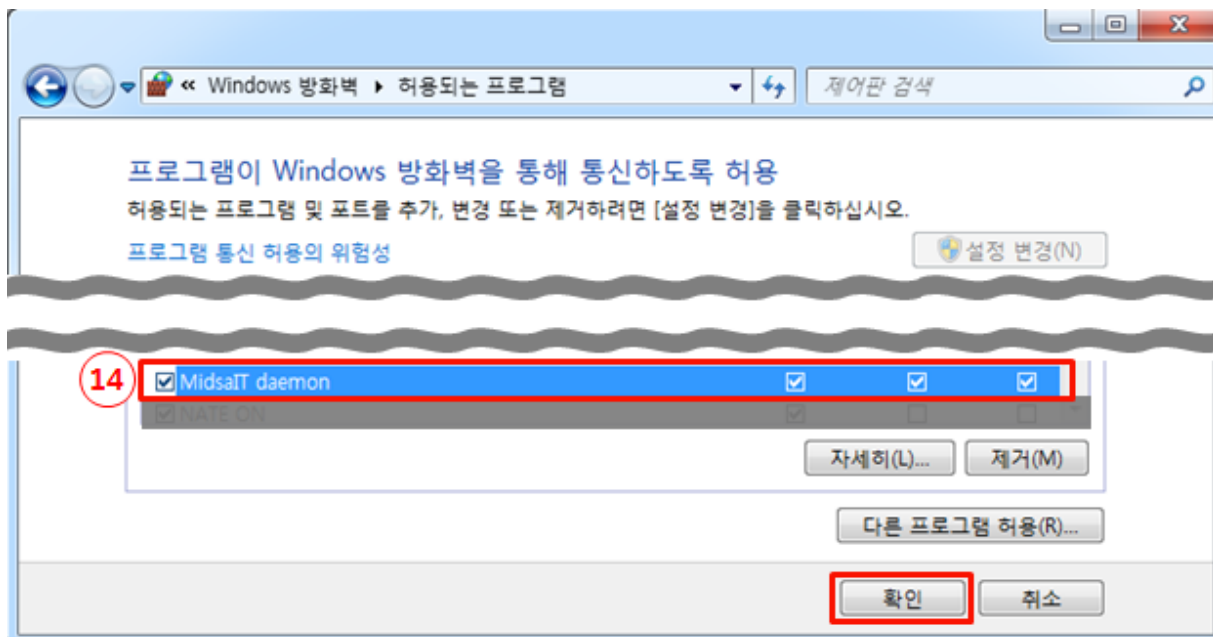 « Windows 방화벽 ▸ 허용되는 프로그램
제어판 검색
프로그램이 Windows 방화벽을 통해 통신하도록 허용
허용되는 프로그램 및 포트를 추가, 변경 또는 제거하려면 [설정 변경]을 클릭하십시오.
프로그램 통신 허용의 위험성
설정 변경(N)
14
MidsaIT daemon
NATE ON
자세히(L)...
제거(M)
다른 프로그램 허용(R)...
확인
취소